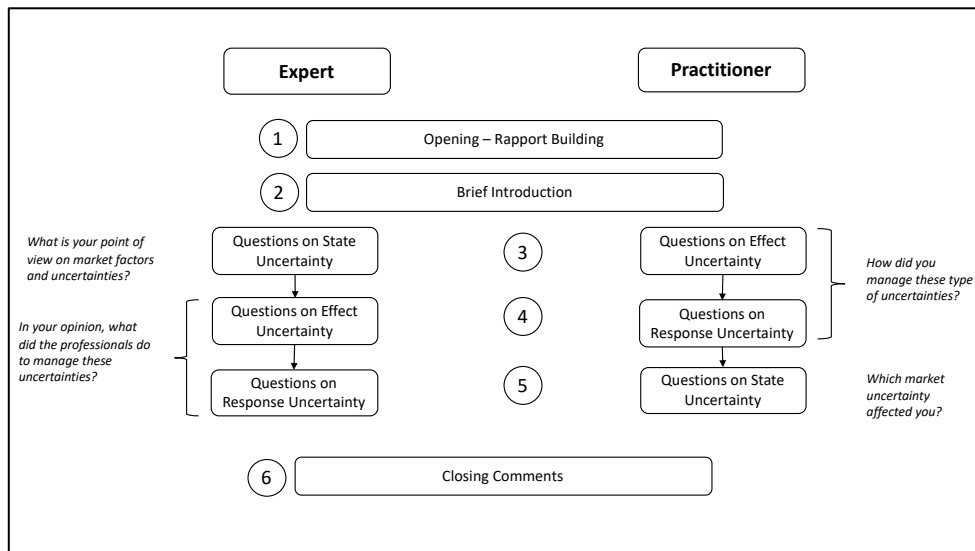 Expert
Practitioner
1
Opening – Rapport Building
2
Brief Introduction
What is your point of
view on market factors
and uncertainties?
Questions on State
Uncertainty
3
Questions on Effect
Uncertainty
How did you
manage these type
of uncertainties?
In your opinion, what
did the professionals do
to manage these
uncertainties?
Questions on Effect
Uncertainty
4
Questions on
Response Uncertainty
Questions on
Response Uncertainty
5
Questions on State
Uncertainty
Which market
uncertainty
affected you?
6
Closing Comments